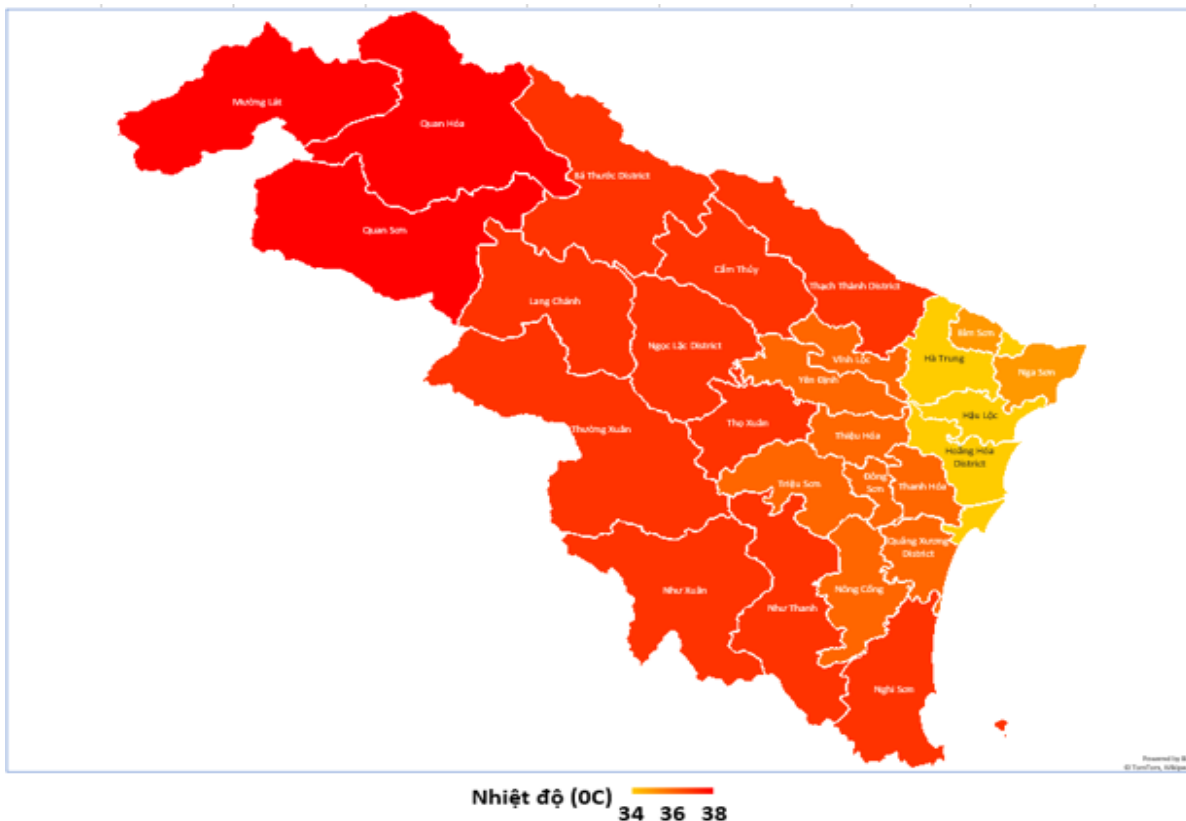 Mường Lát
Quan Hóa
Bá Thước District
Quan Sơn
Cẩm Thủy
Thạch Thành District
Lang Chánh
Ngọc Lặc District
Bỉm Sơn
Hà Trung
Vĩnh Lộc
Nga Sơn
Yên Định
Hậu Lộc
Thọ Xuân
Thường Xuân
Thiệu Hóa
Hoằng Hóa
District
Triệu Sơn
Đông
Sơn
Thanh Hóa
Quảng Xương
District
Như Xuân
Như Thanh
Nông Cống
Nghi Sơn
Powered by
© TomTom,
Nhiệt độ (0C)
34 36 38